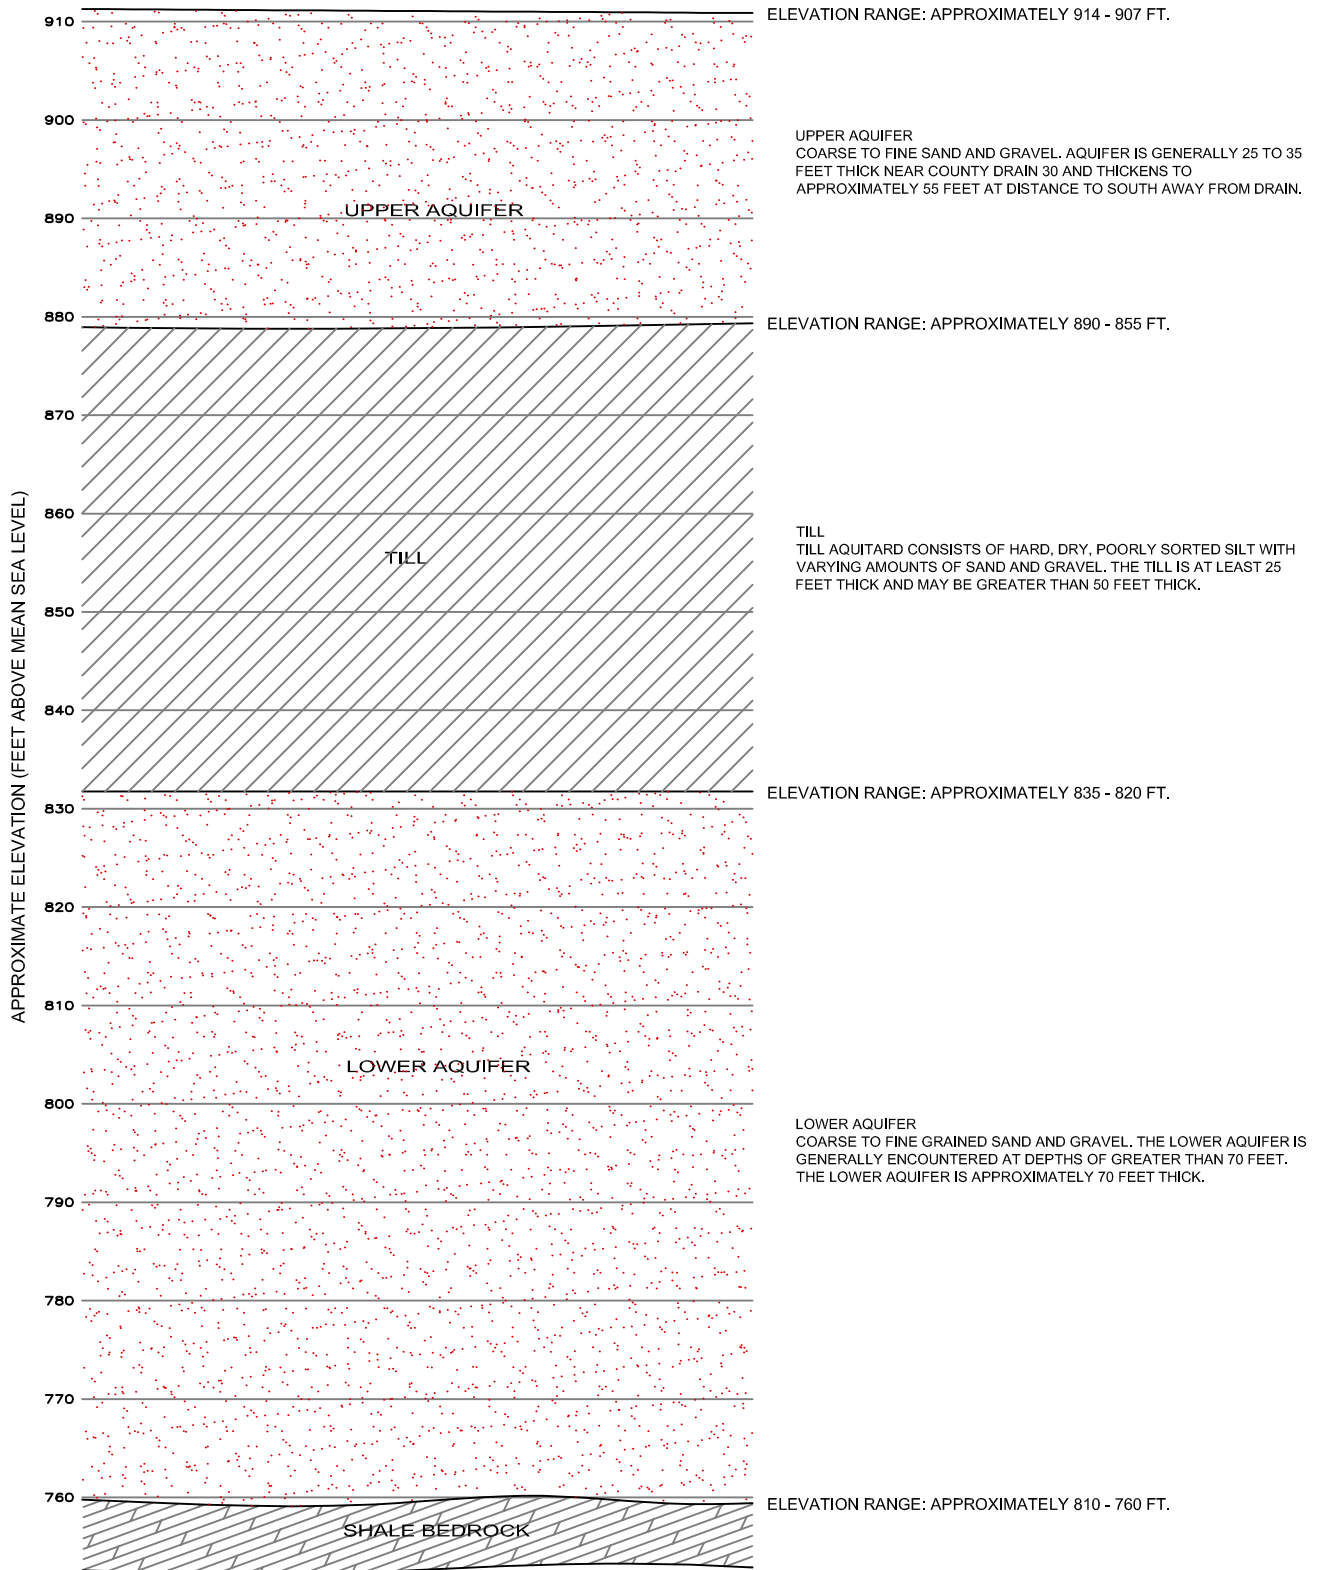 910
ELEVATION RANGE: APPROXIMATELY 914 - 907 FT.
900
UPPER AQUIFER
COARSE TO FINE SAND AND GRAVEL. AQUIFER IS GENERALLY 25 TO 35
FEET THICK NEAR COUNTY DRAIN 30 AND THICKENS TO
APPROXIMATELY 55 FEET AT DISTANCE TO SOUTH AWAY FROM DRAIN.
UPPER AQUIFER
890
880
ELEVATION RANGE: APPROXIMATELY 890 - 855 FT.
870
APPROXIMATE ELEVATION (FEET ABOVE MEAN SEA LEVEL)
860
TILL
TILL AQUITARD CONSISTS OF HARD, DRY, POORLY SORTED SILT WITH
VARYING AMOUNTS OF SAND AND GRAVEL. THE TILL IS AT LEAST 25
FEET THICK AND MAY BE GREATER THAN 50 FEET THICK.
TILL
850
840
ELEVATION RANGE: APPROXIMATELY 835 - 820 FT.
830
820
810
LOWER AQUIFER
800
LOWER AQUIFER
COARSE TO FINE GRAINED SAND AND GRAVEL. THE LOWER AQUIFER IS
GENERALLY ENCOUNTERED AT DEPTHS OF GREATER THAN 70 FEET.
THE LOWER AQUIFER IS APPROXIMATELY 70 FEET THICK.
790
780
770
760
ELEVATION RANGE: APPROXIMATELY 810 - 760 FT.
SHALE BEDROCK